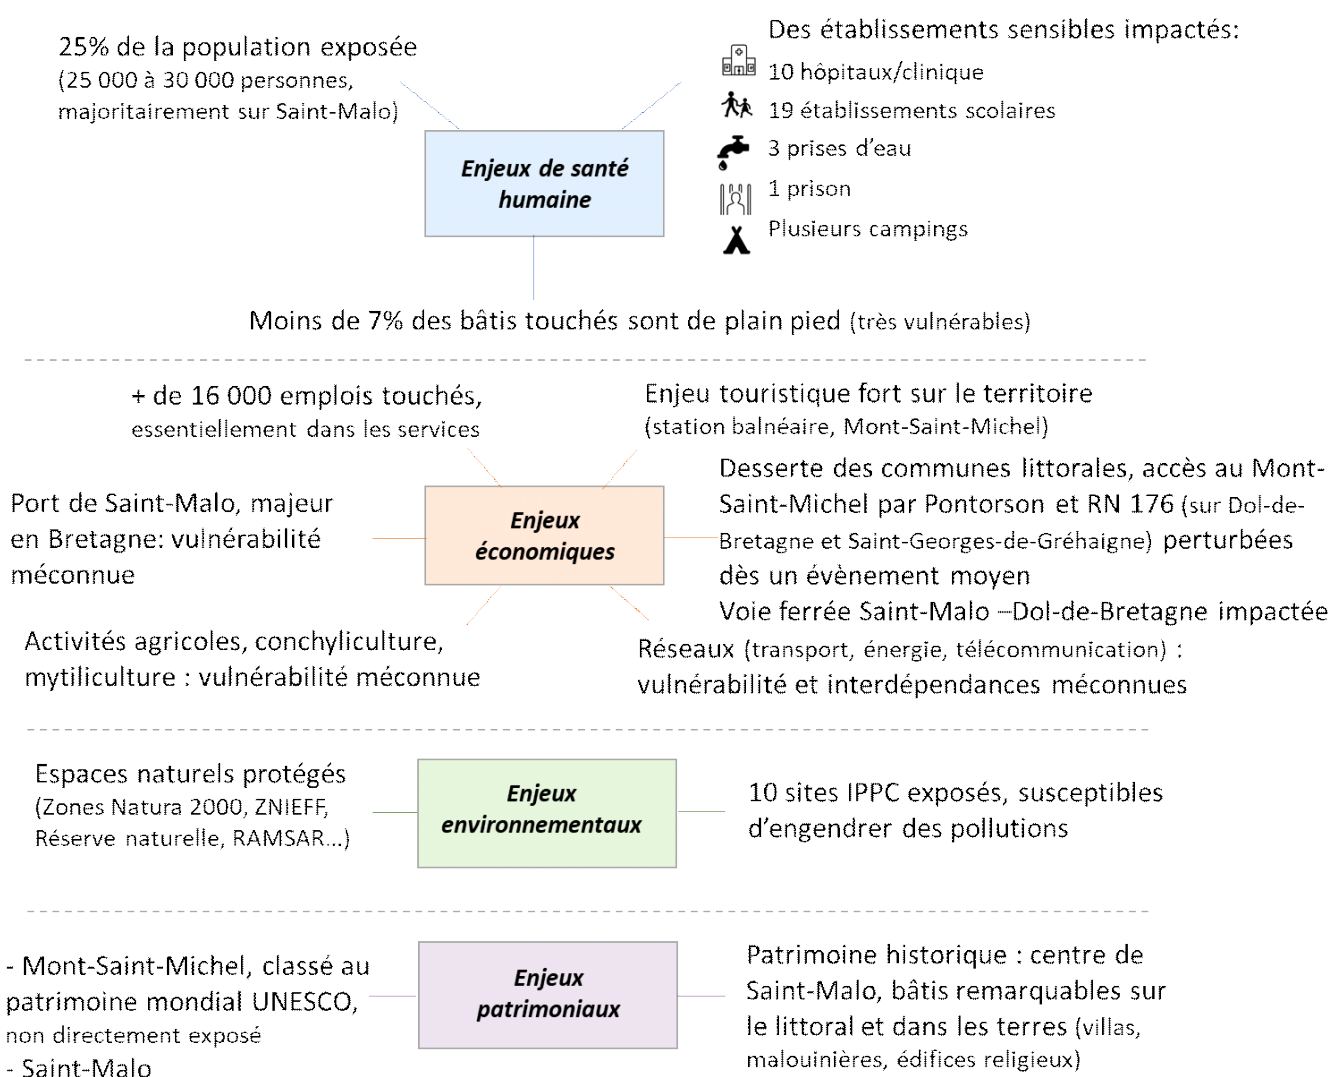 25% de la population exposée
(25 000 à 30 000 personnes,
majoritairement sur Saint-Malo)
Des établissements sensibles impactés:
10 hôpitaux/clinique
19 établissements scolaires
3 prises d'eau
1 prison
Plusieurs campings
Enjeux de santé
humaine
Moins de 7% des bâtis touchés sont de plain pied (très vulnérables)
+ de 16 000 emplois touchés,
essentiellement dans les services
Enjeu touristique fort sur le territoire
(station balnéaire, Mont-Saint-Michel)
Port de Saint-Malo, majeur
en Bretagne: vulnérabilité
méconnue
Enjeux
économiques
Desserte des communes littorales, accès au Mont-
Saint-Michel par Pontorson et RN 176 (sur Dol-de-
Bretagne et Saint-Georges-de-Gréhaigne) perturbées
dès un évènement moyen
Voie ferrée Saint-Malo –Dol-de-Bretagne impactée
Activités agricoles, conchyliculture,
mytiliculture : vulnérabilité méconnue
Réseaux (transport, énergie, télécommunication) :
vulnérabilité et interdépendances méconnues
Espaces naturels protégés
(Zones Natura 2000, ZNIEFF,
Réserve naturelle, RAMSAR...)
Enjeux
environnementaux
10 sites IPPC exposés, susceptibles
d'engendrer des pollutions
- Mont-Saint-Michel, classé au
patrimoine mondial UNESCO,
non directement exposé
- Saint-Malo
Enjeux
patrimoniaux
Patrimoine historique : centre de
Saint-Malo, bâtis remarquables sur
le littoral et dans les terres (villas,
malouinières, édifices religieux)